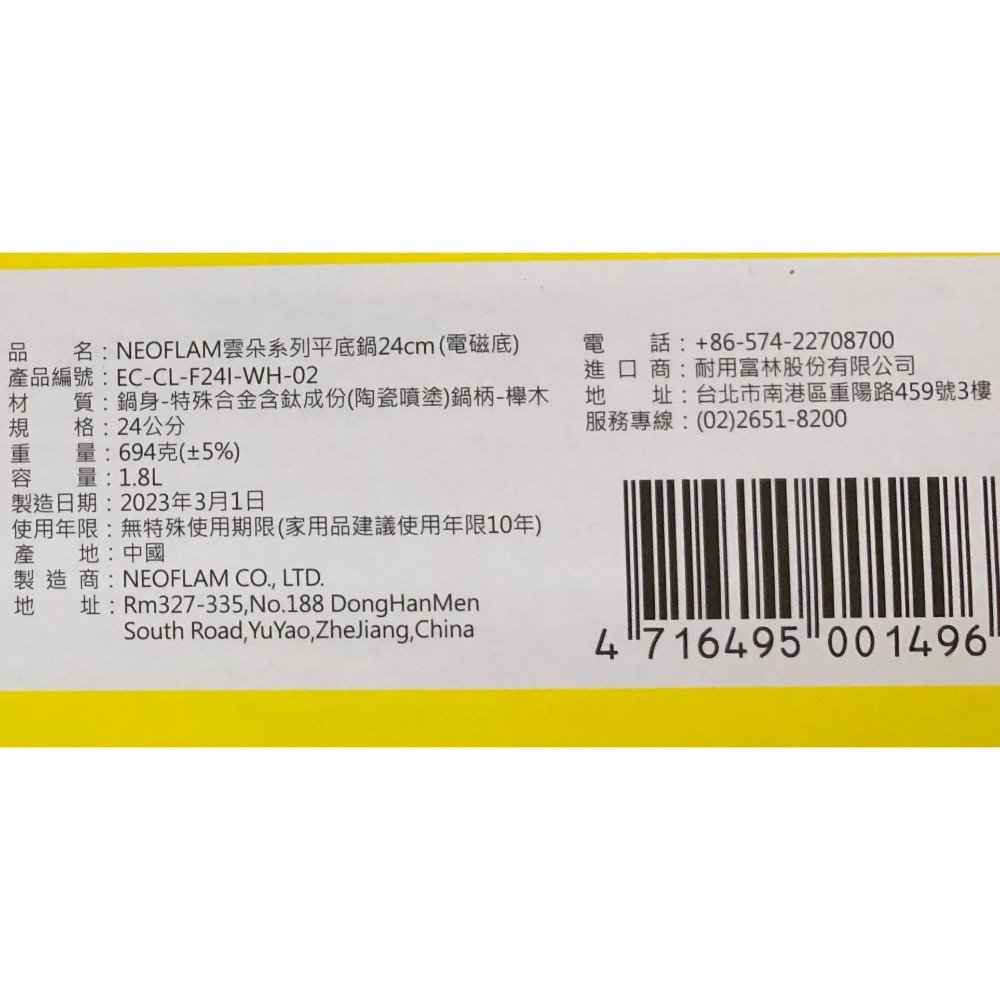 品名：NEOFLAM雲朵系列平底鍋24cm(電磁底)
產品編號：EC-CL-F24I-WH-02
材質：鍋身-特殊合金含鈦成份(陶瓷噴塗)鍋柄-櫸木
規格：24公分
重量：694克(±5%)
容量：1.8L
製造日期：2023年3月1日
使用年限：無特殊使用期限(家用品建議使用年限10年)
產地：中國
製造商：NEOFLAM CO., LTD.
地址：Rm327-335,No.188 DongHanMen
South Road,YuYao,ZheJiang,China
電話：+86-574-22708700
進口商：耐用富林股份有限公司
地址：台北市南港區重陽路459號3樓
服務專線：(02)2651-8200
4 716495 001496